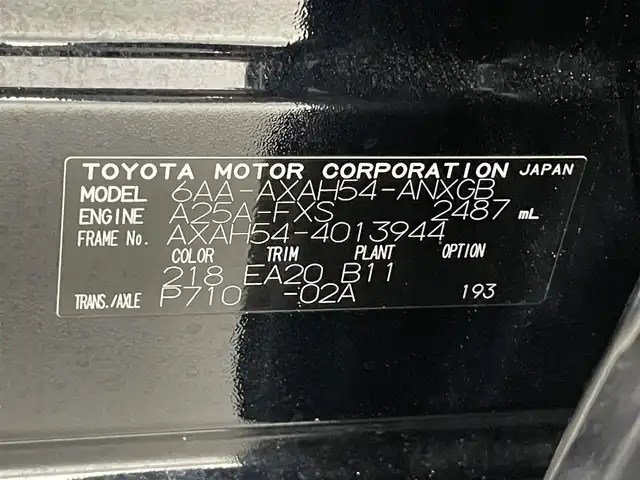 TOYOTA MOTOR CORPORATION JAPAN
MODEL 6AA-AXAH54-ANXGB
ENGINE A25A-FXS 2487 mL
FRAME No. AXAH54-4013944
COLOR TRIM PLANT OPTION
218 EA20 B11
TRANS./AXLE P710 -02A 193